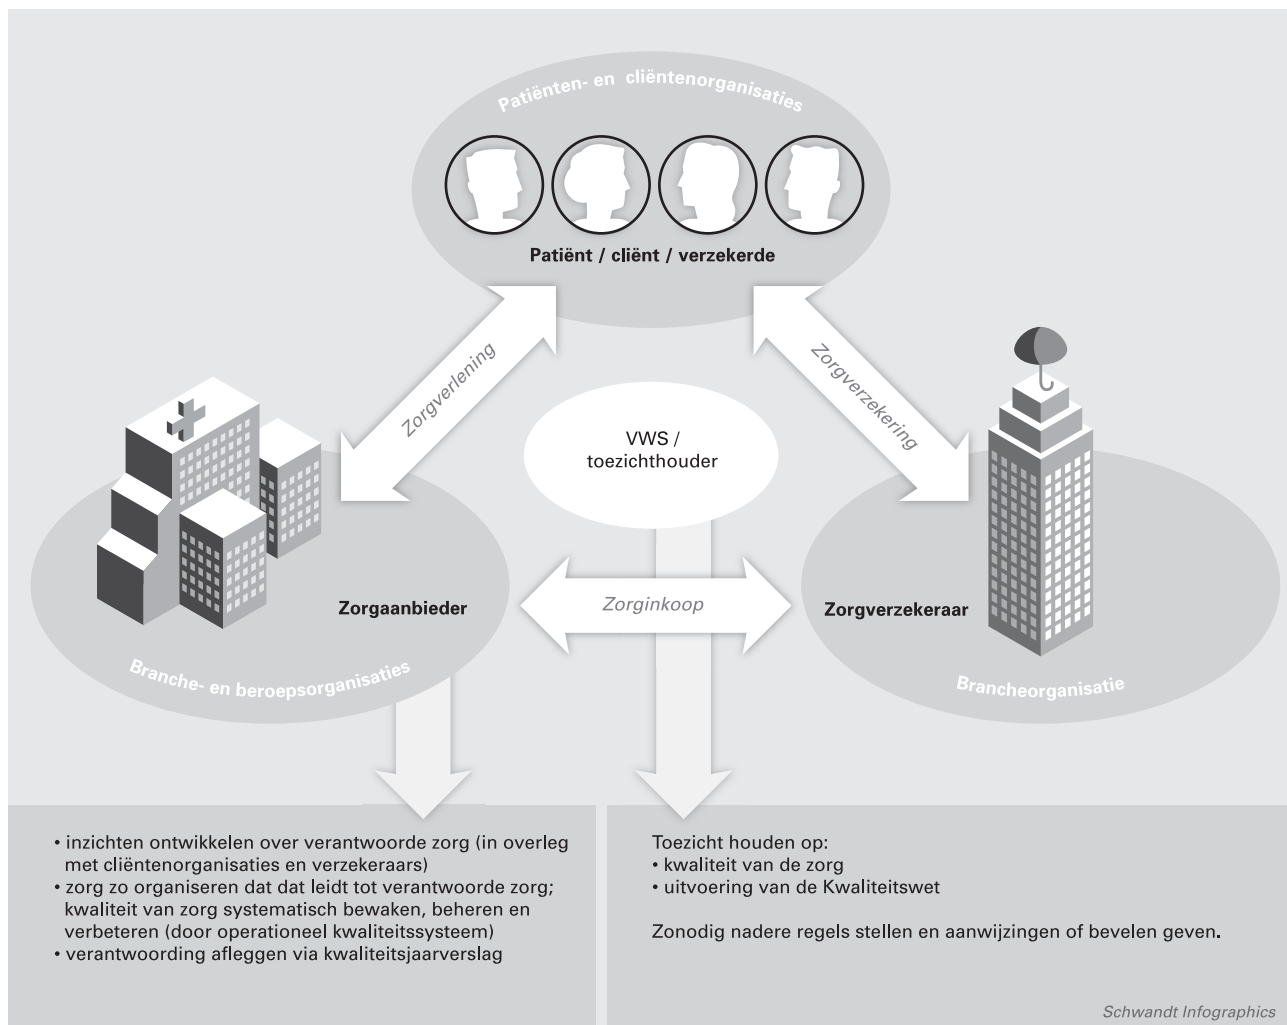 Patiënten- en cliëntenorganisaties
Patiënt / cliënt / verzekerde
Zorgverlening
Zorgverzekering
VWS /
toezichthouder
Zorgaanbieder
Zorginkoop
Zorgverzekeraar
Branche- en beroepsorganisaties
Brancheorganisatie
• inzichten ontwikkelen over verantwoorde zorg (in overleg
met cliëntenorganisaties en verzekeraars)
• zorg zo organiseren dat dat leidt tot verantwoorde zorg;
kwaliteit van zorg systematisch bewaken, beheren en
verbeteren (door operationeel kwaliteitssysteem)
• verantwoording afleggen via kwaliteitsjaarverslag
Toezicht houden op:
• kwaliteit van de zorg
• uitvoering van de Kwaliteitswet
Zonodig nadere regels stellen en aanwijzingen of bevelen geven.
Schwandt Infographics